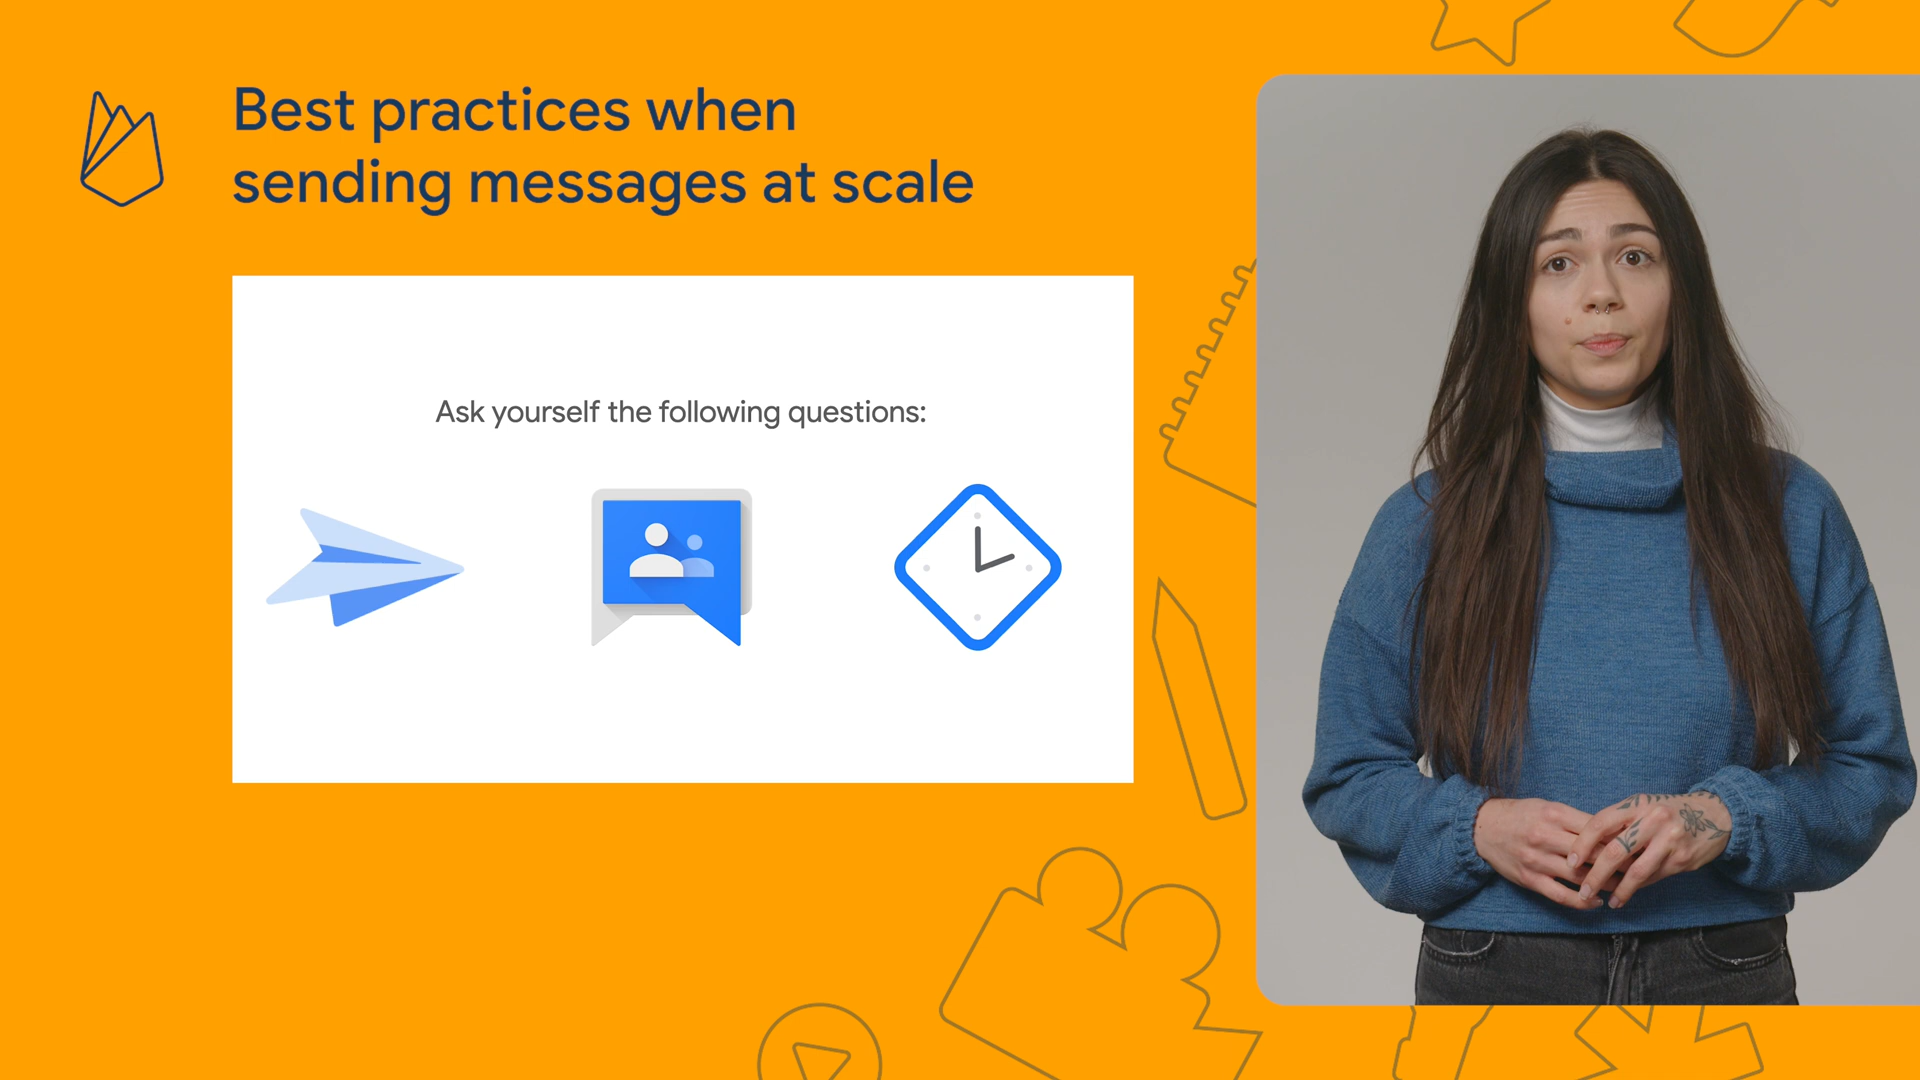 Best practices when
sending messages at scale
Ask yourself the following questions: